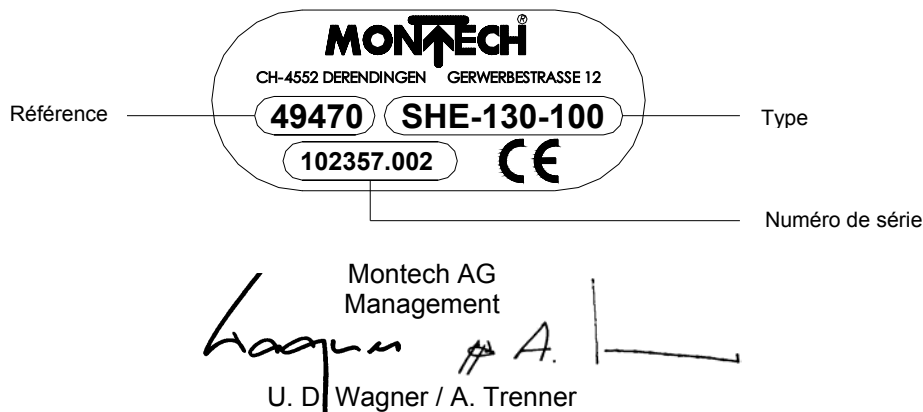 MONTECH®
CH-4552 DERENDINGEN GERWERBESTRASSE 12
Référence 49470 SHE-130-100 Type
102357.002 CE
Numéro de série
Montech AG
Management
Wagner A.
U. D. Wagner / A. Trenner